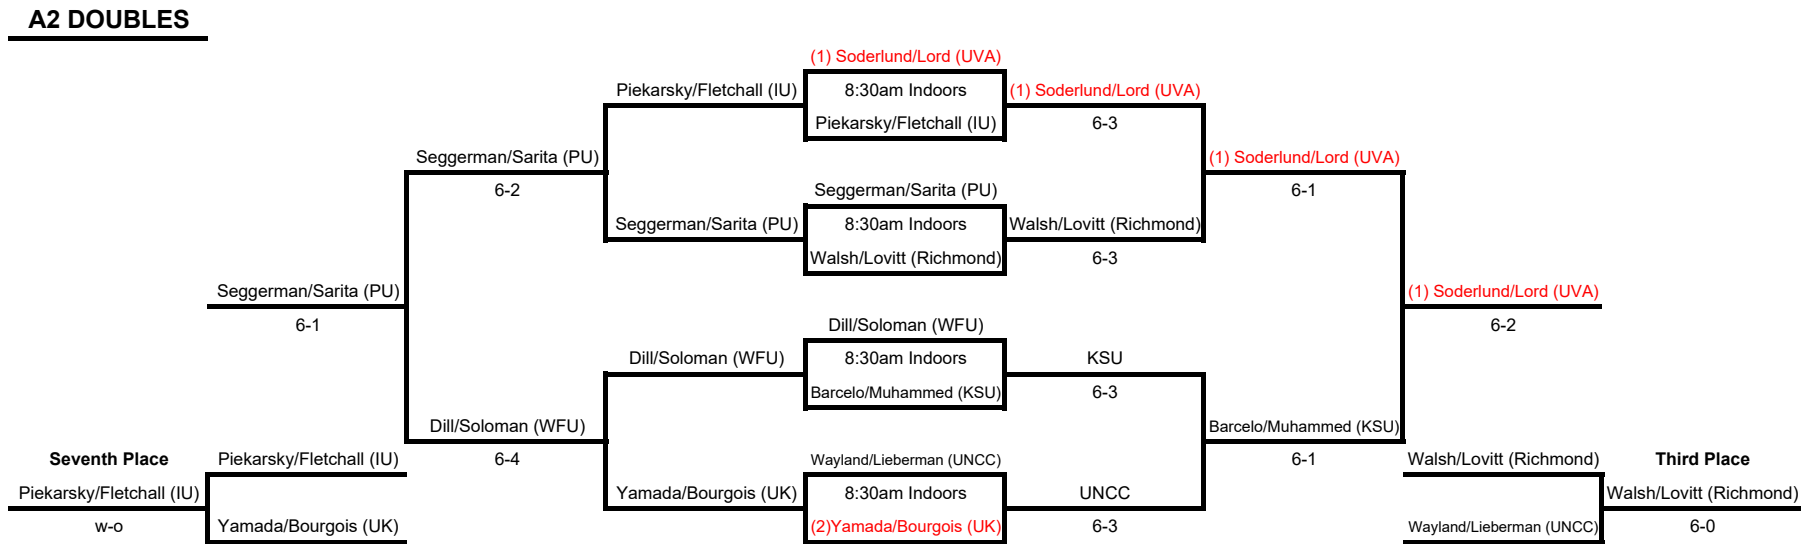 A2 DOUBLES
(1) Soderlund/Lord (UVA)
Piekarsky/Fletchall (IU) 8:30am Indoors (1) Soderlund/Lord (UVA)
Piekarsky/Fletchall (IU) 6-3
Seggerman/Sarita (PU) (1) Soderlund/Lord (UVA)
6-2 Seggerman/Sarita (PU) 6-1
Seggerman/Sarita (PU) 8:30am Indoors Walsh/Lovitt (Richmond)
Walsh/Lovitt (Richmond) 6-3
Seggerman/Sarita (PU) (1) Soderlund/Lord (UVA)
6-1 Dill/Soloman (WFU) 6-2
Dill/Soloman (WFU) 8:30am Indoors KSU
Barcelo/Muhammed (KSU) 6-3
Dill/Soloman (WFU) Barcelo/Muhammed (KSU)
Seventh Place Piekarsky/Fletchall (IU) 6-4 Wayland/Lieberman (UNCC) 6-1 Walsh/Lovitt (Richmond) Third Place
Piekarsky/Fletchall (IU) Yamada/Bourgois (UK) 8:30am Indoors UNCC Walsh/Lovitt (Richmond)
w-o Yamada/Bourgois (UK) (2)Yamada/Bourgois (UK) 6-3 Wayland/Lieberman (UNCC) 6-0